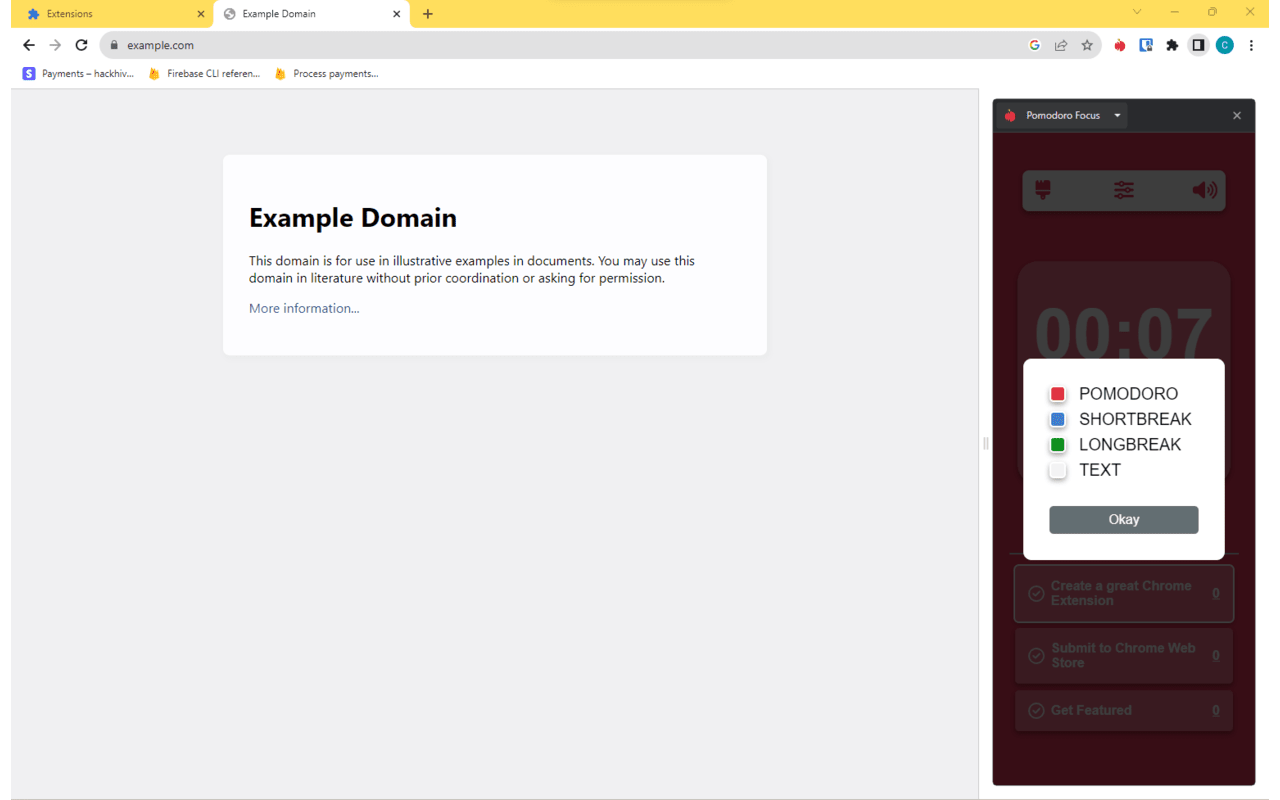 Extensions
Example Domain
example.com
G
C
S Payments – hackhiv...
Firebase CLI referen...
Process payments...
Pomodoro Focus
Example Domain
This domain is for use in illustrative examples in documents. You may use this
domain in literature without prior coordination or asking for permission.
More information...
00:07
POMODORO
SHORTBREAK
LONGBREAK
TEXT
Okay
Create a great Chrome
Extension
0
Submit to Chrome Web
Store
0
Get Featured
0